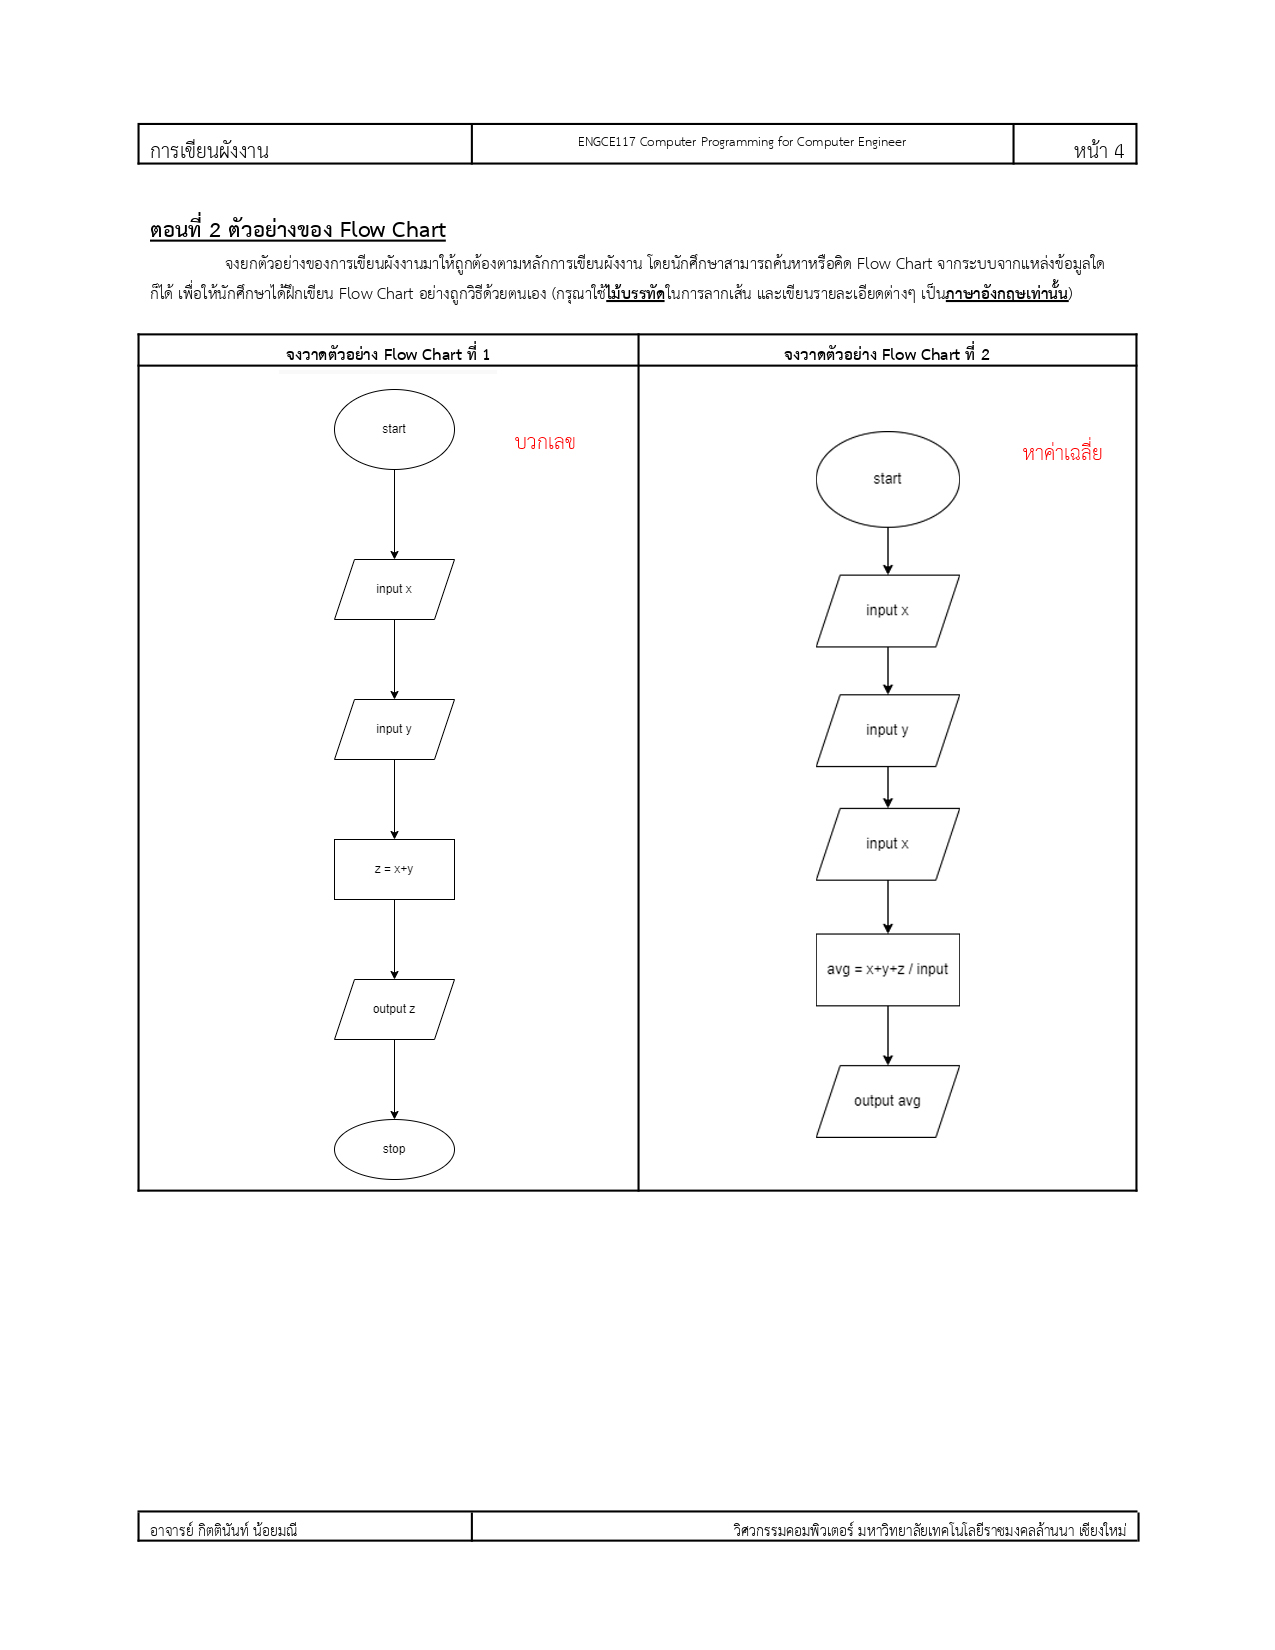 การเขียนผังงาน
ENGCE117 Computer Programming for Computer Engineer
หน้า 4
ตอนที่ 2 ตัวอย่างของ Flow Chart
จงยกตัวอย่างของการเขียนผังงานมาให้ถูกต้องตามหลักการเขียนผังงาน โดยนักศึกษาสามารถค้นหาหรือคิด Flow Chart จากระบบจากแหล่งข้อมูลใด
ก็ได้ เพื่อให้นักศึกษาได้ฝึกเขียน Flow Chart อย่างถูกวิธีด้วยตนเอง (กรุณาใช้ไม้บรรทัดในการลากเส้น และเขียนรายละเอียดต่างๆ เป็นภาษาอังกฤษเท่านั้น)
จงวาดตัวอย่าง Flow Chart ที่ 1
start
บวกเลข
input x
input y
z = x+y
output z
stop
จงวาดตัวอย่าง Flow Chart ที่ 2
start
หาค่าเฉลี่ย
input x
input y
input x
avg = x+y+z / input
output avg
อาจารย์ กิตตินันท์ น้อยมณี
วิศวกรรมคอมพิวเตอร์ มหาวิทยาลัยเทคโนโลยีราชมงคลล้านนา เชียงใหม่